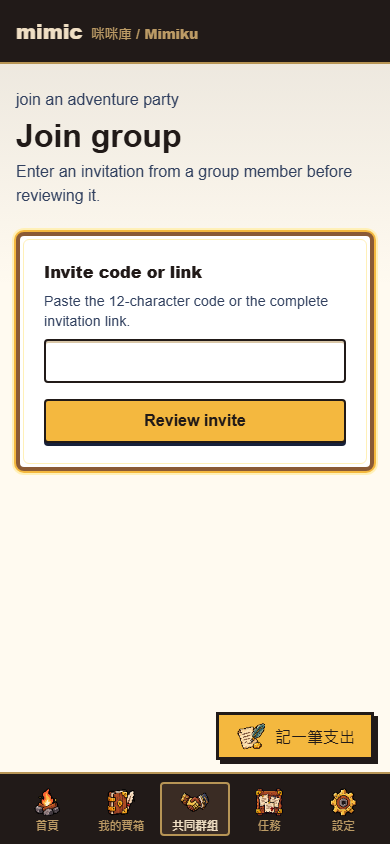 mimic 咪咪庫 / Mimiku
join an adventure party
Join group
Enter an invitation from a group member before
reviewing it.
Invite code or link
Paste the 12-character code or the complete
invitation link.
Review invite
記一筆支出
首頁 我的寶箱 共同群組 任務 設定